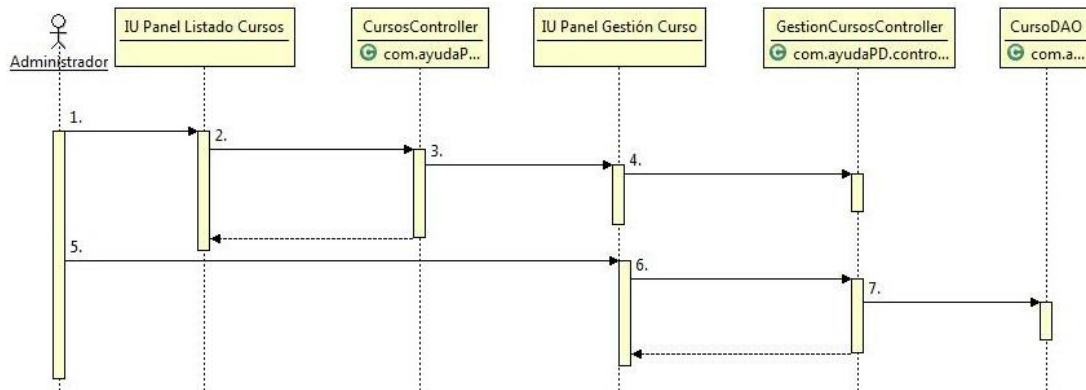 Administrador
IU Panel Listado Cursos
CursosController
com.ayudaP...
IU Panel Gestión Curso
GestionCursosController
com.ayudaPD.contro...
CursoDAO
com.a...
1.
2.
3.
4.
5.
6.
7.